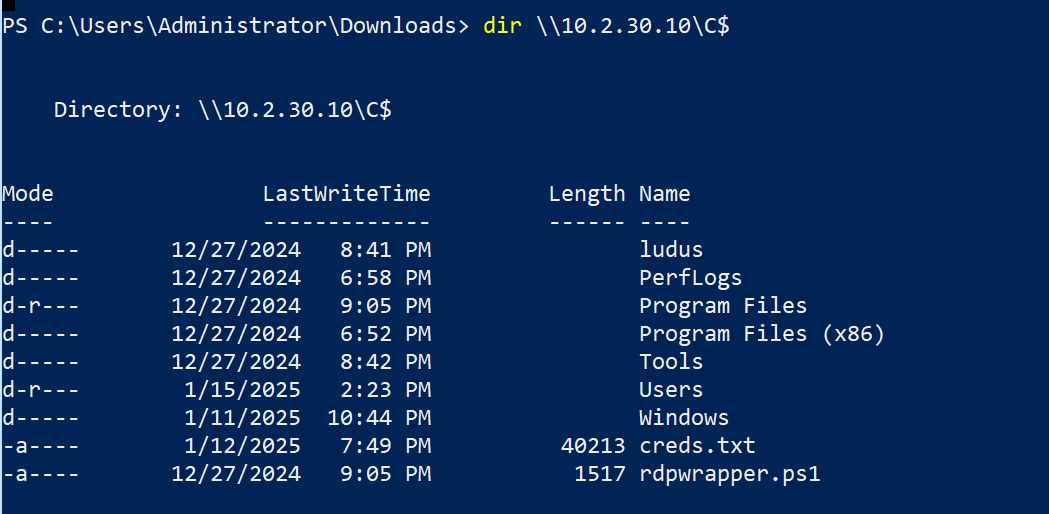 PS C:\Users\Administrator\Downloads> dir \\10.2.30.10\C$
Directory: \\10.2.30.10\C$
Mode LastWriteTime Length Name
---- ------------- ------ ----
d----- 12/27/2024 8:41 PM ludus
d----- 12/27/2024 6:58 PM PerfLogs
d-r--- 12/27/2024 9:05 PM Program Files
d----- 12/27/2024 6:52 PM Program Files (x86)
d----- 12/27/2024 8:42 PM Tools
d-r--- 1/15/2025 2:23 PM Users
d----- 1/11/2025 10:44 PM Windows
-a---- 1/12/2025 7:49 PM 40213 creds.txt
-a---- 12/27/2024 9:05 PM 1517 rdpwrapper.ps1